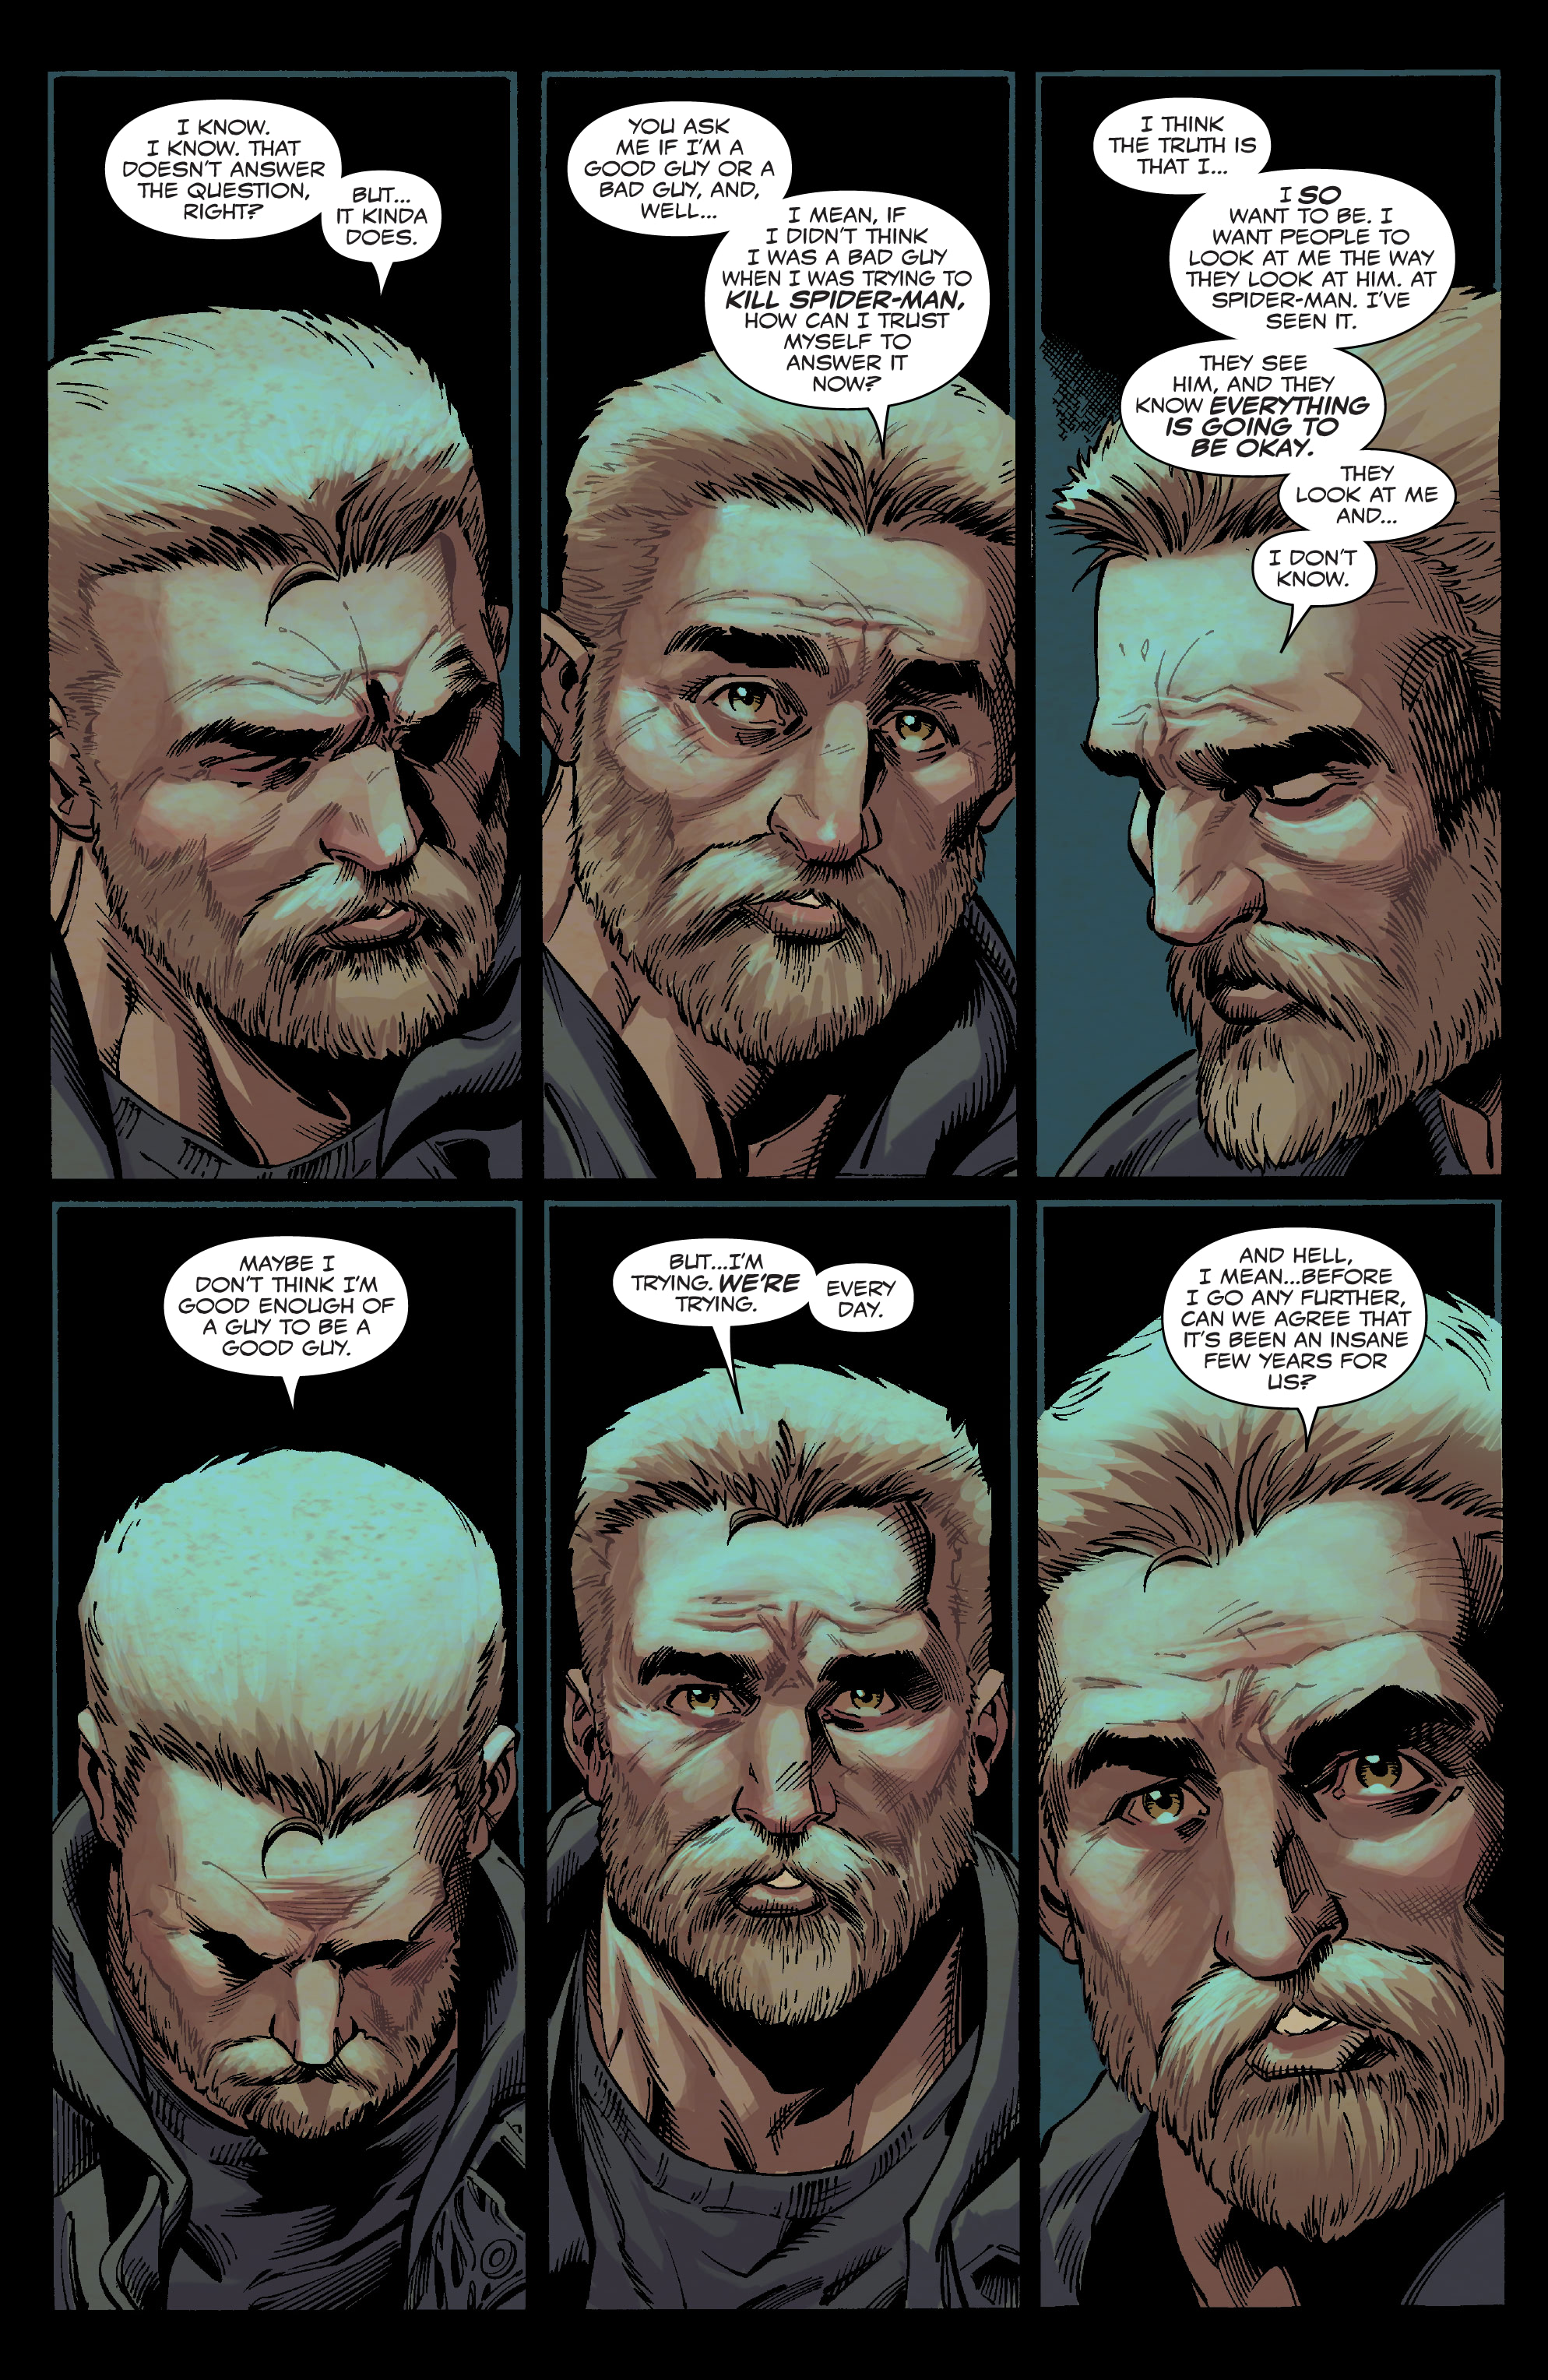 I KNOW.
I KNOW. THAT
DOESN'T ANSWER
THE QUESTION,
RIGHT?
BUT...
IT KINDA
DOES.
YOU ASK
ME IF I'M A
GOOD GUY OR A
BAD GUY, AND,
WELL...
I MEAN, IF
I DIDN'T THINK
I WAS A BAD GUY
WHEN I WAS TRYING TO
KILL SPIDER-MAN,
HOW CAN I TRUST
MYSELF TO
ANSWER IT
NOW?
I THINK
THE TRUTH IS
THAT I...
I SO
WANT TO BE. I
WANT PEOPLE TO
LOOK AT ME THE WAY
THEY LOOK AT HIM. AT
SPIDER-MAN. I'VE
SEEN IT.
THEY SEE
HIM, AND THEY
KNOW EVERYTHING
IS GOING TO
BE OKAY.
THEY
LOOK AT ME
AND...
I DON'T
KNOW.
MAYBE I
DON'T THINK I'M
GOOD ENOUGH OF
A GUY TO BE A
GOOD GUY.
BUT...I'M
TRYING. WE'RE
TRYING.
EVERY
DAY.
AND HELL,
I MEAN...BEFORE
I GO ANY FURTHER,
CAN WE AGREE THAT
IT'S BEEN AN INSANE
FEW YEARS FOR
US?